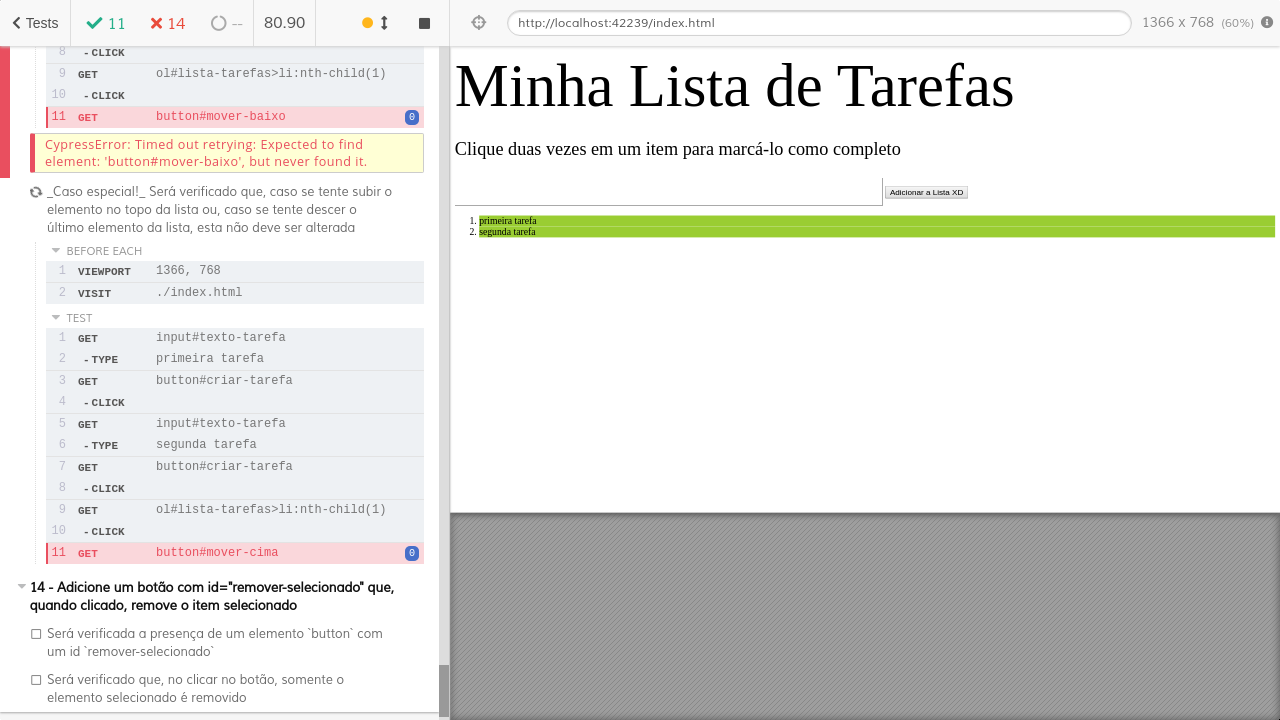 Tests
11
14
--
80.90
http://localhost:42239/index.html
1366 x 768 (60%)
8 - CLICK
9 GET ol#lista-tarefas>li:nth-child(1)
10 - CLICK
11 GET button#mover-baixo 0
CypressError: Timed out retrying: Expected to find
element: 'button#mover-baixo', but never found it.
_Caso especial!_ Será verificado que, caso se tente subir o
elemento no topo da lista ou, caso se tente descer o
último elemento da lista, esta não deve ser alterada
BEFORE EACH
1 VIEWPORT 1366, 768
2 VISIT ./index.html
TEST
1 GET input#texto-tarefa
2 - TYPE primeira tarefa
3 GET button#criar-tarefa
4 - CLICK
5 GET input#texto-tarefa
6 - TYPE segunda tarefa
7 GET button#criar-tarefa
8 - CLICK
9 GET ol#lista-tarefas>li:nth-child(1)
10 - CLICK
11 GET button#mover-cima 0
14 - Adicione um botão com id="remover-selecionado" que,
quando clicado, remove o item selecionado
Será verificada a presença de um elemento `button` com
um id `remover-selecionado`
Será verificado que, no clicar no botão, somente o
elemento selecionado é removido
Minha Lista de Tarefas
Clique duas vezes em um item para marcá-lo como completo
Adicionar a Lista XD
1. primeira tarefa
2. segunda tarefa